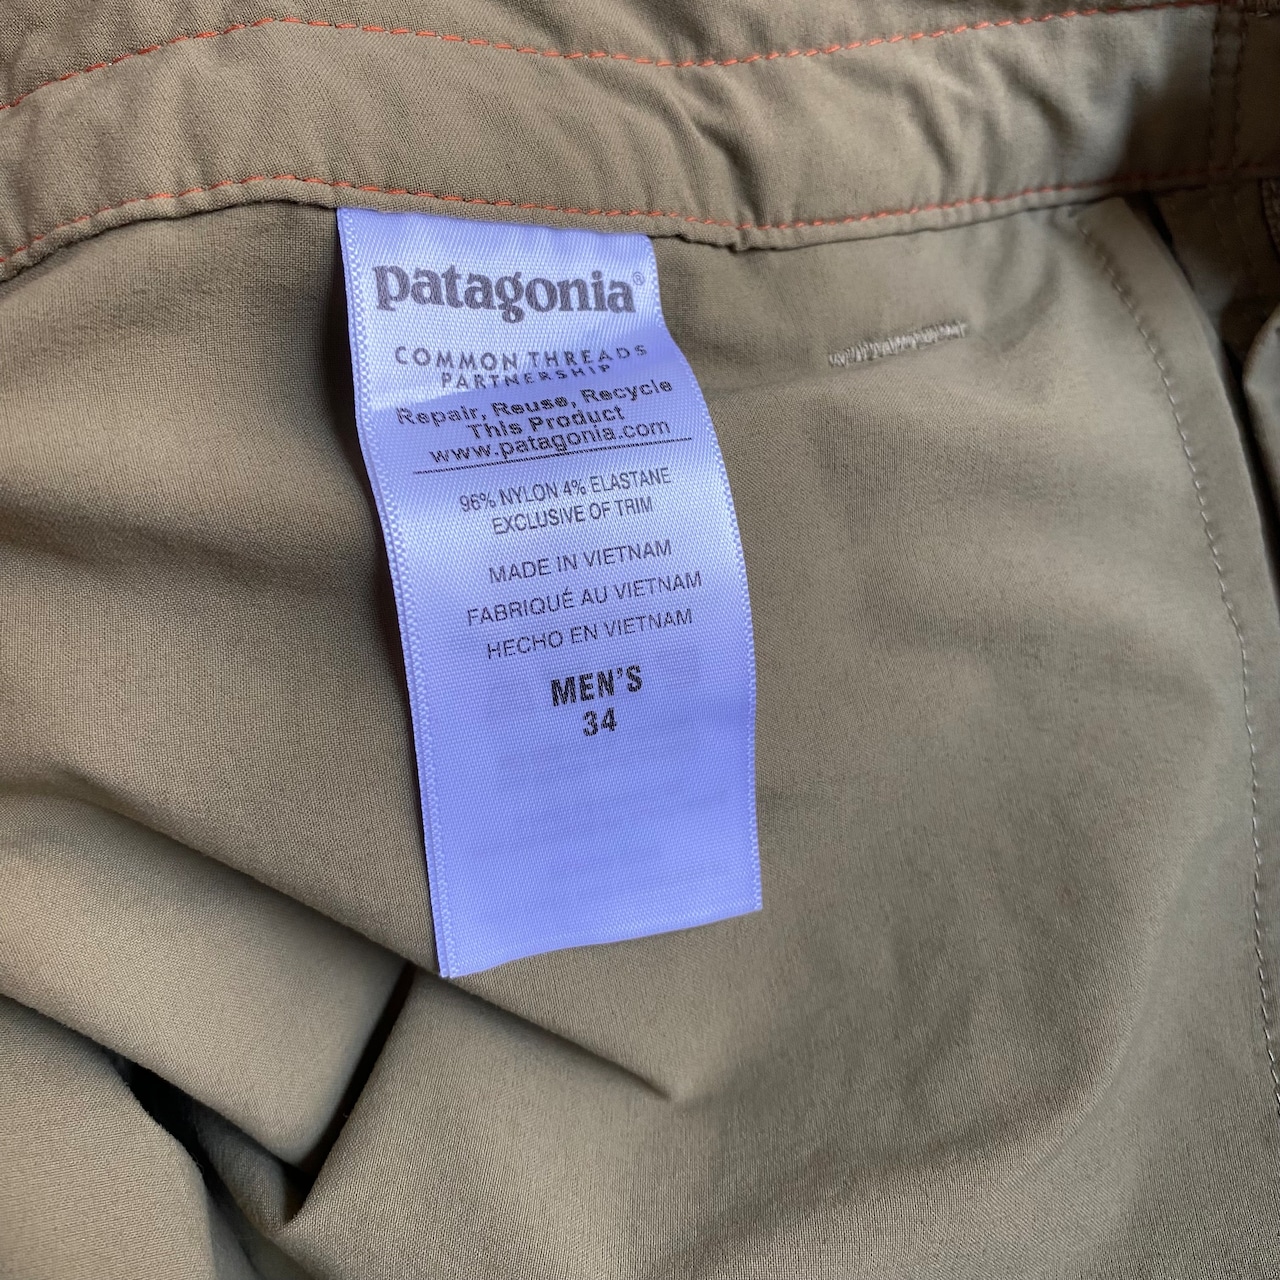 patagonia®
COMMON THREADS
PARTNERSHIP
Repair, Reuse, Recycle
This Product
www.patagonia.com
96% NYLON 4% ELASTANE
EXCLUSIVE OF TRIM
MADE IN VIETNAM
FABRIQUÉ AU VIETNAM
HECHO EN VIETNAM
MEN'S
34